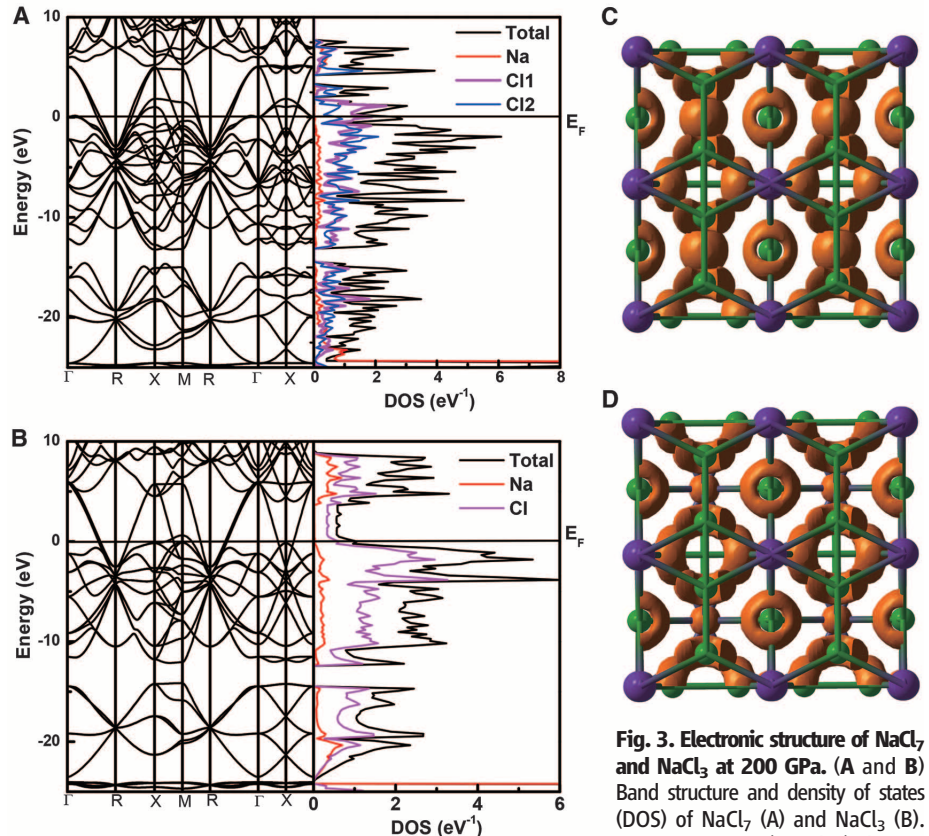 A
10
0
-10
-20
Energy (eV)
Γ R X M R Γ X
0 2 4 6 8
DOS (eV⁻¹)
Total
Na
Cl1
Cl2
E_F
B
10
0
-10
-20
Energy (eV)
Γ R X M R Γ X
0 2 4 6
DOS (eV⁻¹)
Total
Na
Cl
E_F
C
D
Fig. 3. Electronic structure of NaCl₇
and NaCl₃ at 200 GPa. (A and B)
Band structure and density of states
(DOS) of NaCl₇ (A) and NaCl₃ (B).